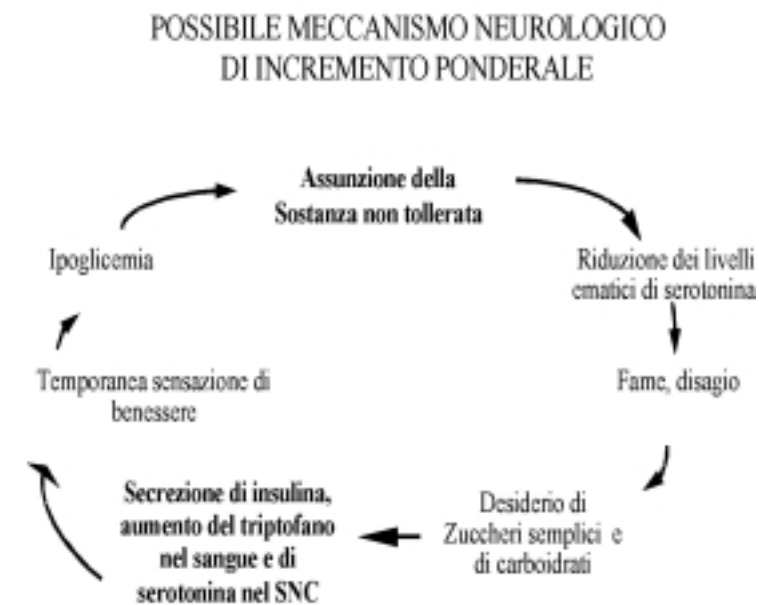 POSSIBILE MECCANISMO NEUROLOGICO
DI INCREMENTO PONDERALE
Assunzione della
Sostanza non tollerata
Riduzione dei livelli
ematici di serotonina
Fame, disagio
Desiderio di
Zuccheri semplici e
di carboidrati
Secrezione di insulina,
aumento del triptofano
nel sangue e di
serotonina nel SNC
Temporanea sensazione di
benessere
Ipoglicemia